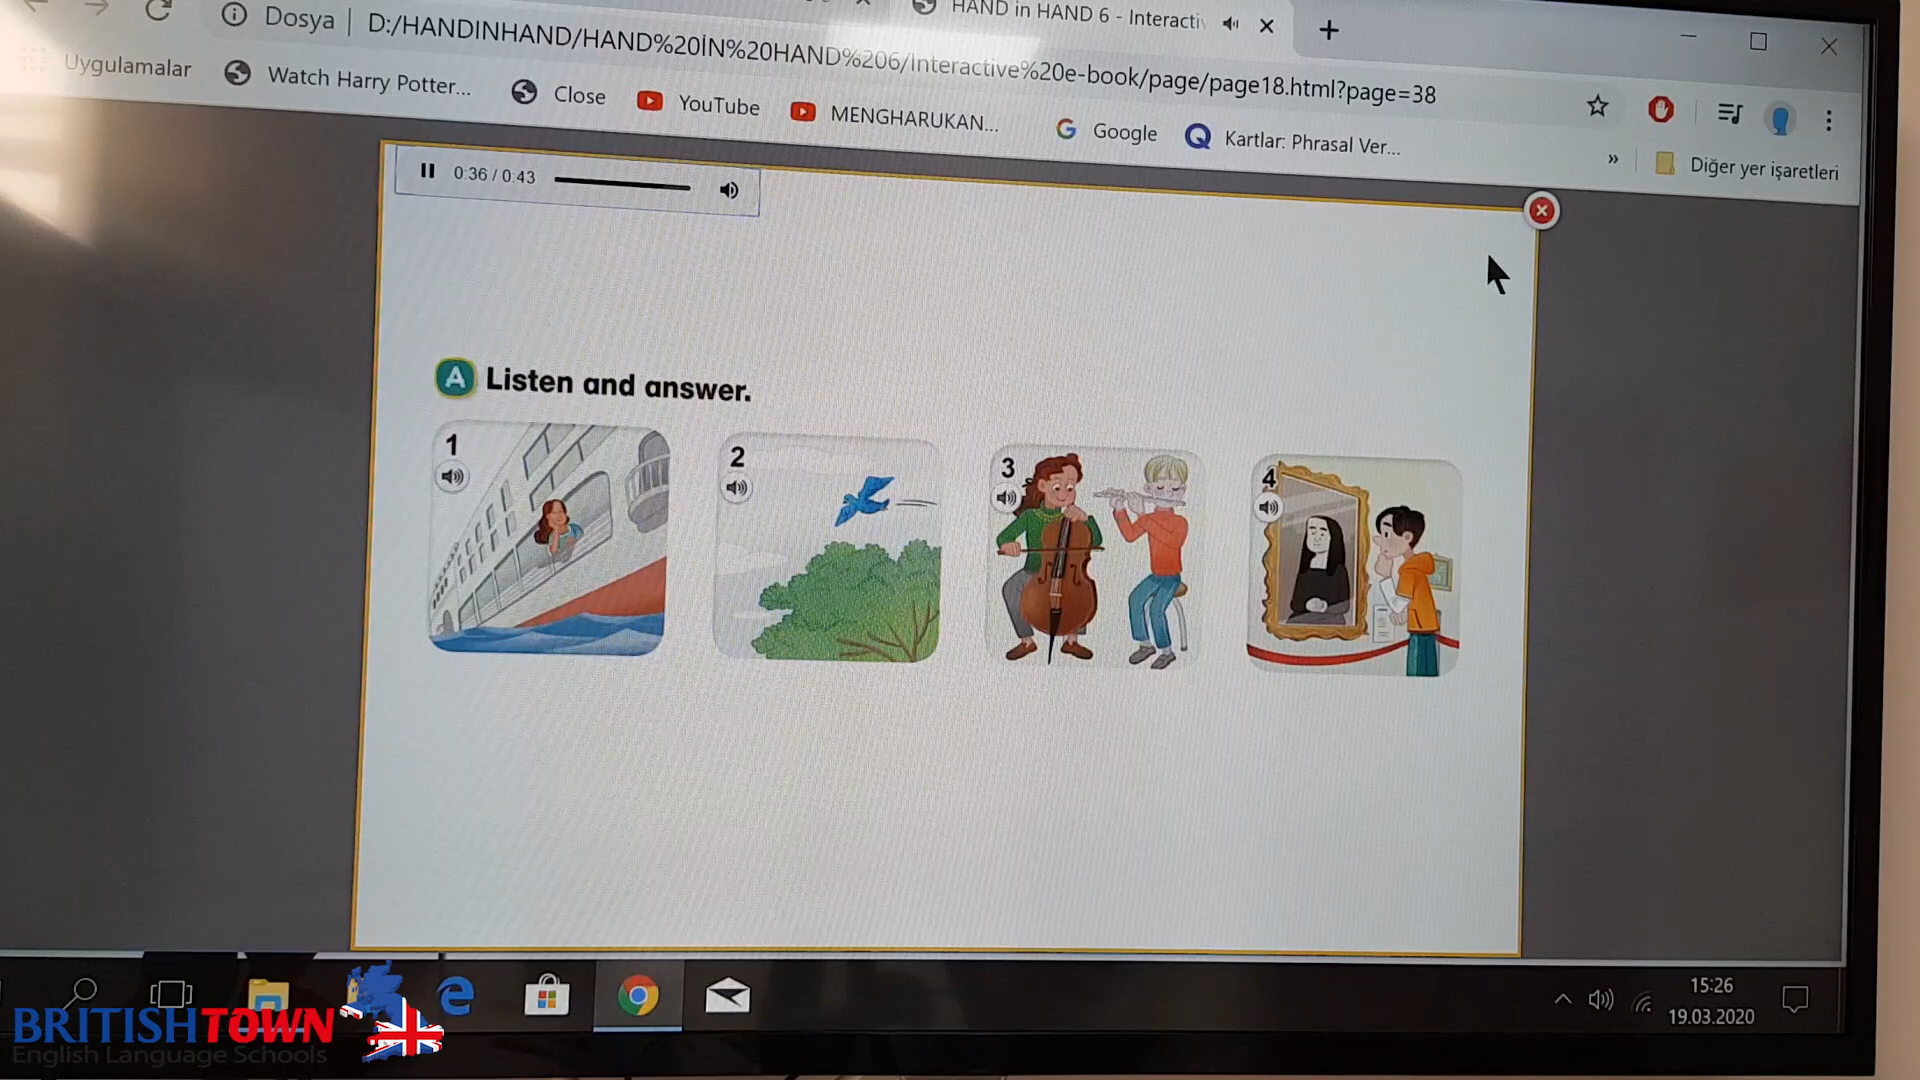 HAND in HAND 6 - Interactiv
Dosya | D:/HANDINHAND/HAND%20İN%20HAND%206/Interactive%20e-book/page/page18.html?page=38
Uygulamalar
Watch Harry Potter...
Close
YouTube
MENGHARUKAN...
Google
Kartlar: Phrasal Ver...
»
Diğer yer işaretleri
0:36 / 0:43
A Listen and answer.
1
2
3
4
15:26
19.03.2020
BRITISHTOWN
English Language Schools